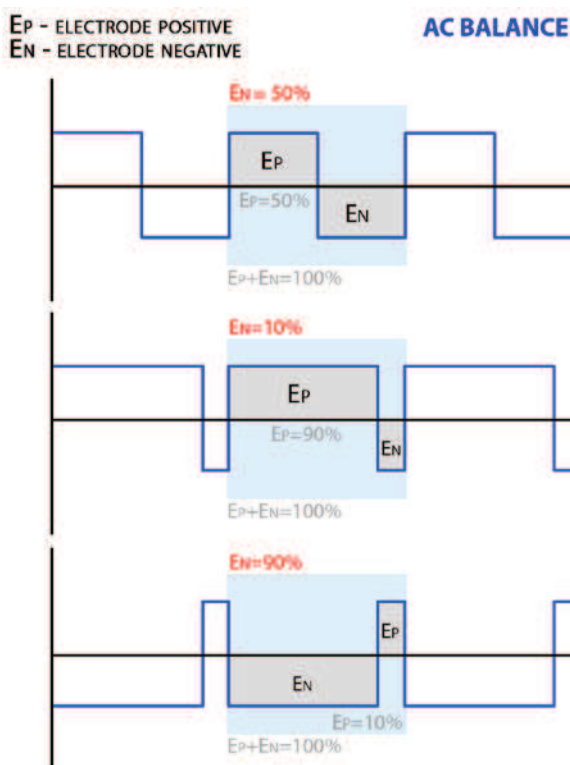 EP - ELECTRODE POSITIVE
EN - ELECTRODE NEGATIVE
AC BALANCE
EN= 50%
EP
EP=50%
EN
EP+EN=100%
EN=10%
EP
EP=90%
EN
EP+EN=100%
EN=90%
EP
EN
EP=10%
EP+EN=100%